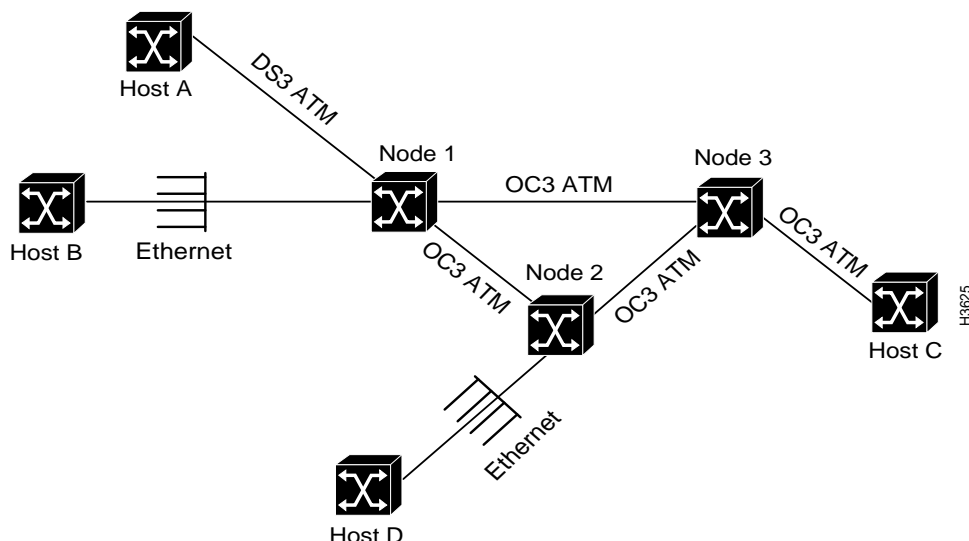 Host A
DS3 ATM
Node 1
Node 3
OC3 ATM
Host B
Ethernet
OC3 ATM
Node 2
OC3 ATM
OC3 ATM
Host C
H3625
Ethernet
Host D